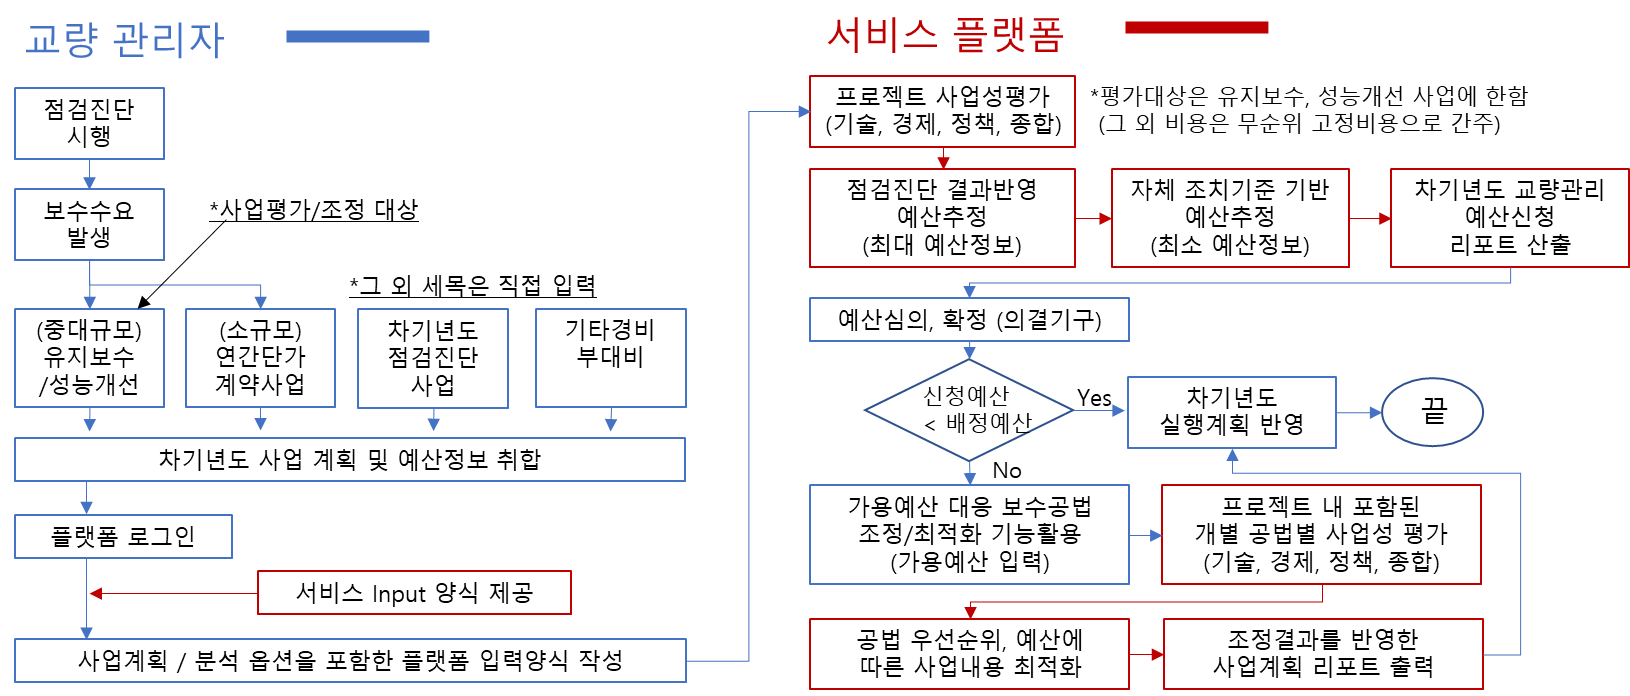 교량 관리자
점검진단
시행
보수수요
발생
*사업평가/조정 대상
*그 외 세목은 직접 입력
(중대규모)
유지보수
/성능개선
(소규모)
연간단가
계약사업
차기년도
점검진단
사업
기타경비
부대비
차기년도 사업 계획 및 예산정보 취합
플랫폼 로그인
서비스 Input 양식 제공
사업계획 / 분석 옵션을 포함한 플랫폼 입력양식 작성
서비스 플랫폼
프로젝트 사업성평가
(기술, 경제, 정책, 종합)
*평가대상은 유지보수, 성능개선 사업에 한함
(그 외 비용은 무순위 고정비용으로 간주)
점검진단 결과반영
예산추정
(최대 예산정보)
자체 조치기준 기반
예산추정
(최소 예산정보)
차기년도 교량관리
예산신청
리포트 산출
예산심의, 확정 (의결기구)
신청예산
< 배정예산
Yes
차기년도
실행계획 반영
끝
No
가용예산 대응 보수공법
조정/최적화 기능활용
(가용예산 입력)
프로젝트 내 포함된
개별 공법별 사업성 평가
(기술, 경제, 정책, 종합)
공법 우선순위, 예산에
따른 사업내용 최적화
조정결과를 반영한
사업계획 리포트 출력